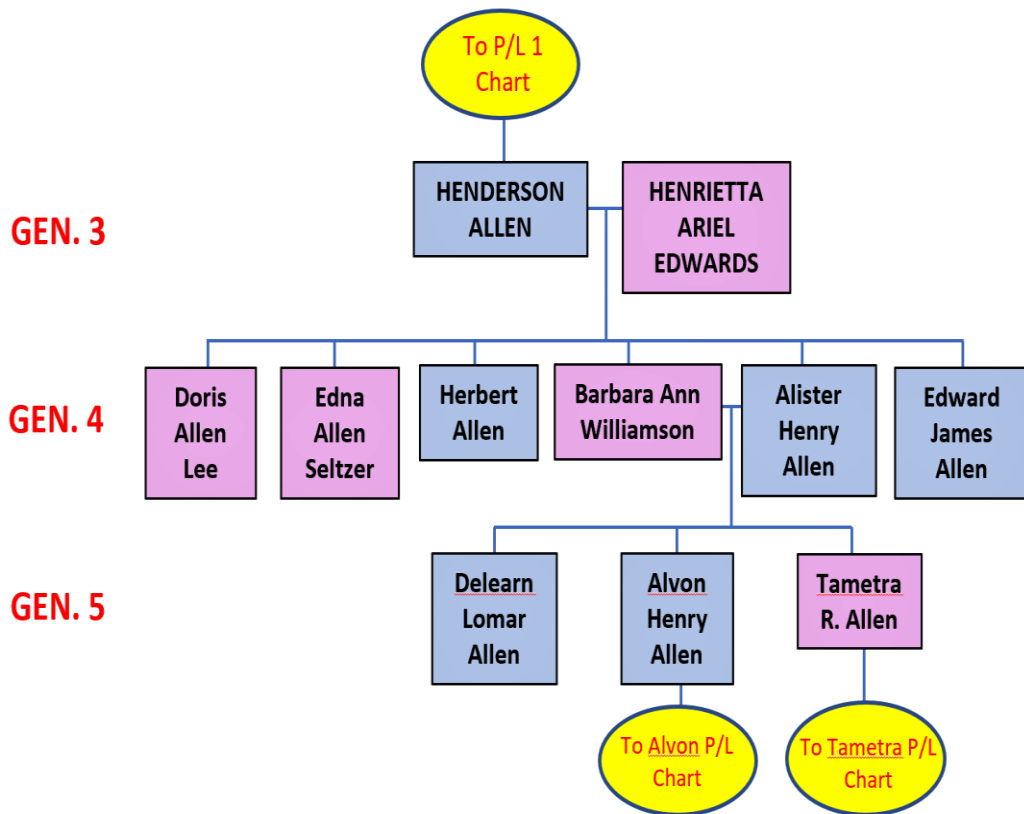 To P/L 1
Chart
HENDERSON
ALLEN
HENRIETTA
ARIEL
EDWARDS
GEN. 3
Doris
Allen
Lee
Edna
Allen
Seltzer
Herbert
Allen
Barbara Ann
Williamson
Alister
Henry
Allen
Edward
James
Allen
GEN. 4
Delearn
Lomar
Allen
Alvon
Henry
Allen
Tametra
R. Allen
GEN. 5
To Alvon P/L
Chart
To Tametra P/L
Chart